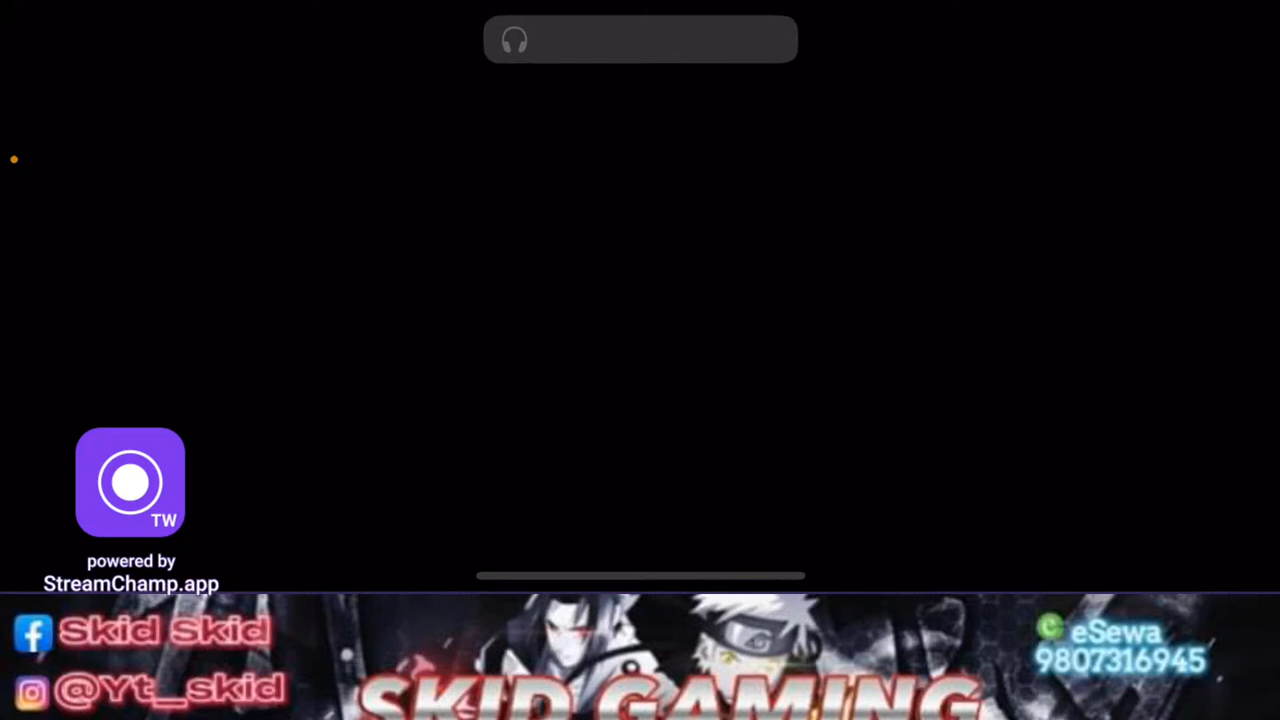 TW
powered by
StreamChamp.app
Skid Skid
@Yt_skid
SKID GAMING
eSewa
9807316945